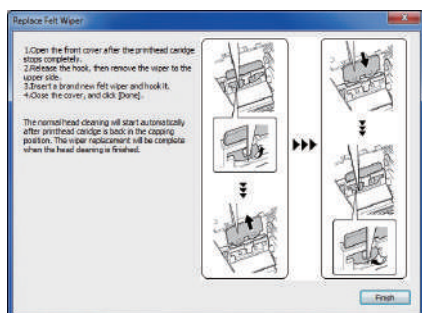 Replace Felt Wiper
1.Open the front cover after the printhead caridge
stops completely.
2.Release the hook, then remove the wiper to the
upper side.
3.Insert a brand new felt wiper and hook it.
4.Close the cover, and click [Done].
The normal head cleaning will start automatically
after printhead caridge is back in the capping
position. The wiper replacement will be complete
when the head cleaning is finished.
Finish